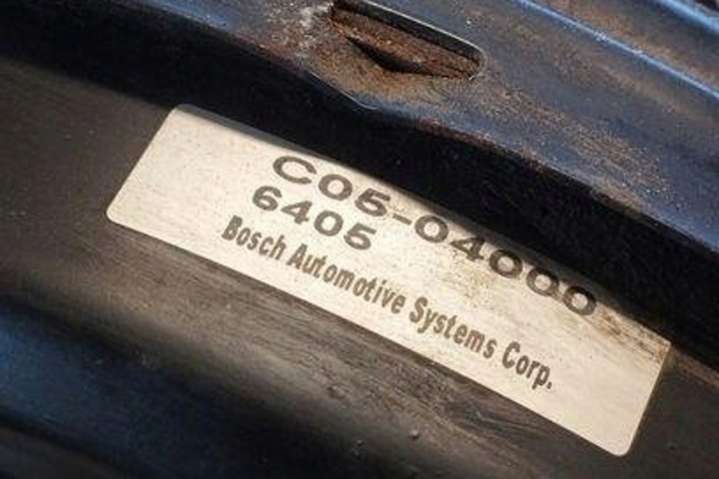 C05-04000
6405
Bosch Automotive Systems Corp.